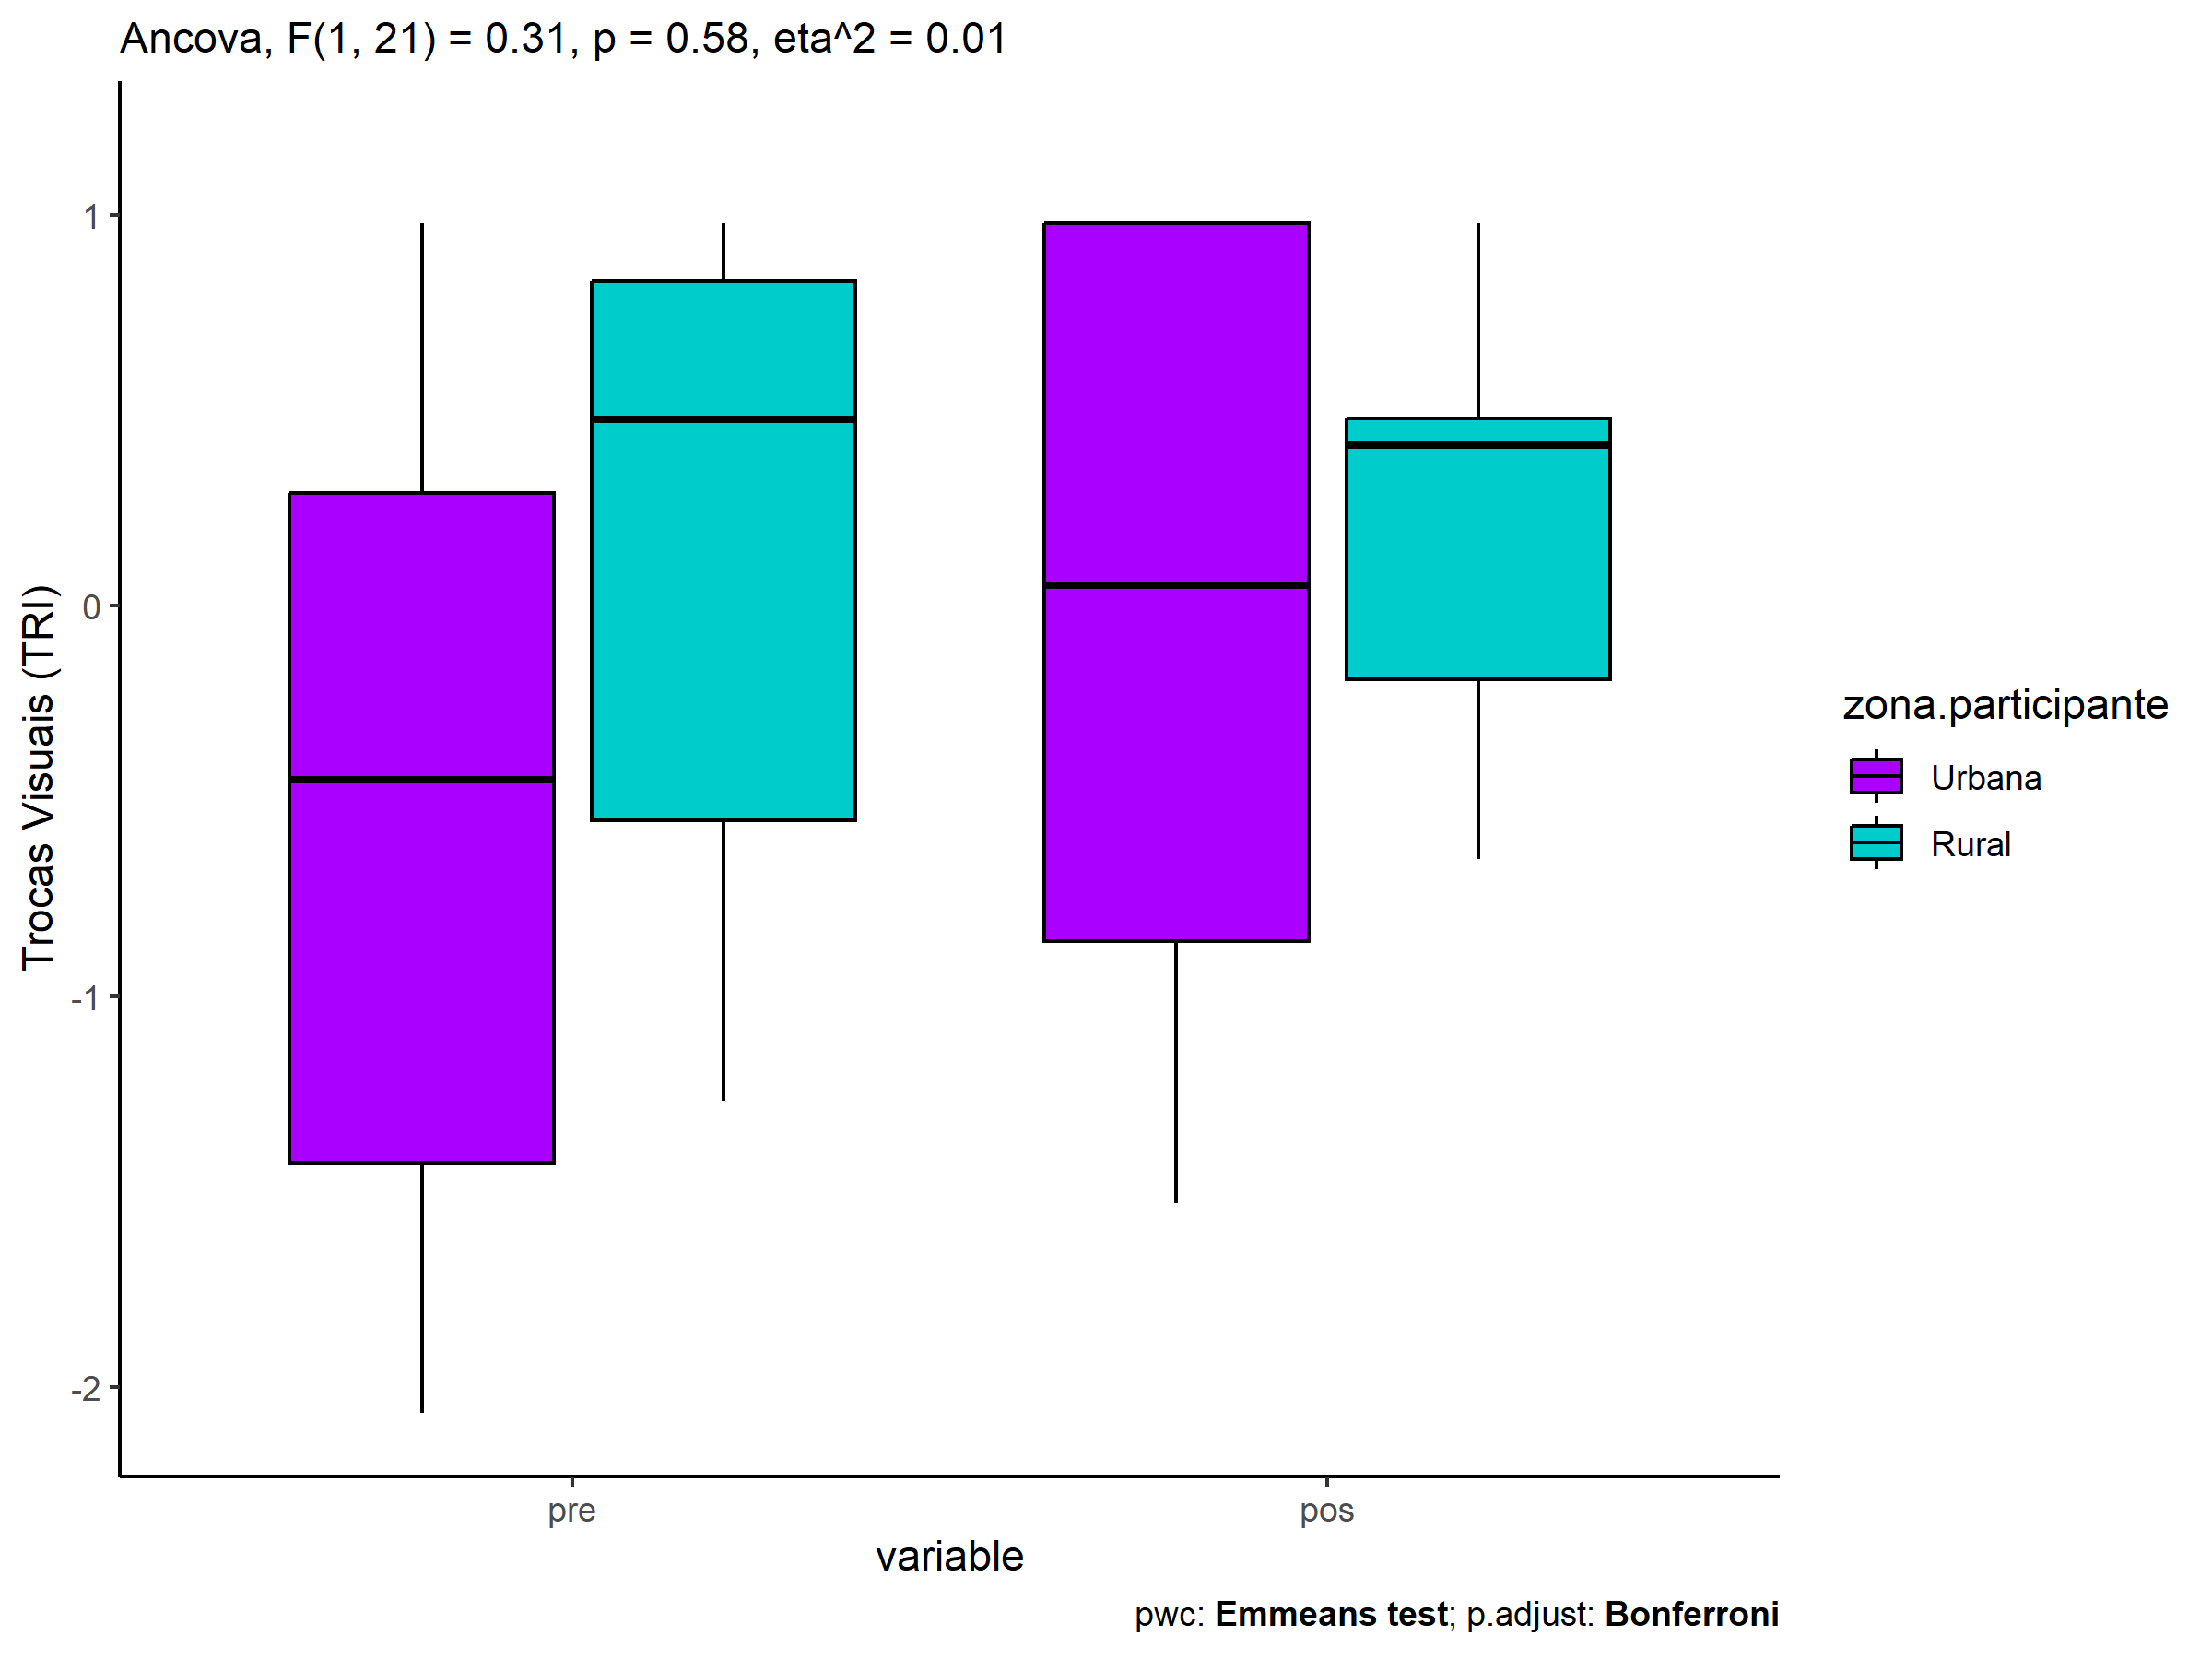 Ancova, F(1, 21) = 0.31, p = 0.58, eta^2 = 0.01
Trocas Visuais (TRI)
1
0
-1
-2
pre
pos
variable
zona.participante
Urbana
Rural
pwc: Emmeans test; p.adjust: Bonferroni